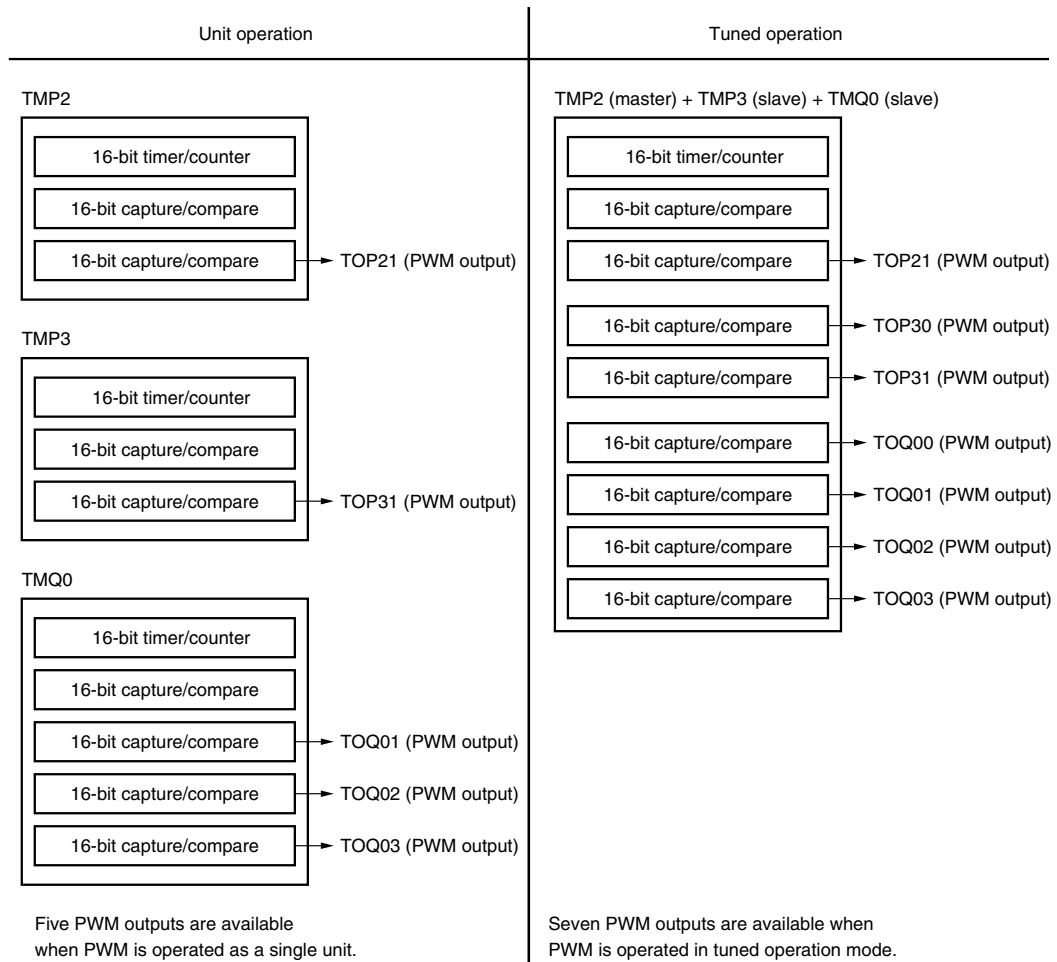 Unit operation
TMP2
16-bit timer/counter
16-bit capture/compare
16-bit capture/compare
TOP21 (PWM output)
TMP3
16-bit timer/counter
16-bit capture/compare
16-bit capture/compare
TOP31 (PWM output)
TMQ0
16-bit timer/counter
16-bit capture/compare
16-bit capture/compare
TOQ01 (PWM output)
16-bit capture/compare
TOQ02 (PWM output)
16-bit capture/compare
TOQ03 (PWM output)
Five PWM outputs are available
when PWM is operated as a single unit.
Tuned operation
TMP2 (master) + TMP3 (slave) + TMQ0 (slave)
16-bit timer/counter
16-bit capture/compare
16-bit capture/compare
TOP21 (PWM output)
16-bit capture/compare
TOP30 (PWM output)
16-bit capture/compare
TOP31 (PWM output)
16-bit capture/compare
TOQ00 (PWM output)
16-bit capture/compare
TOQ01 (PWM output)
16-bit capture/compare
TOQ02 (PWM output)
16-bit capture/compare
TOQ03 (PWM output)
Seven PWM outputs are available when
PWM is operated in tuned operation mode.